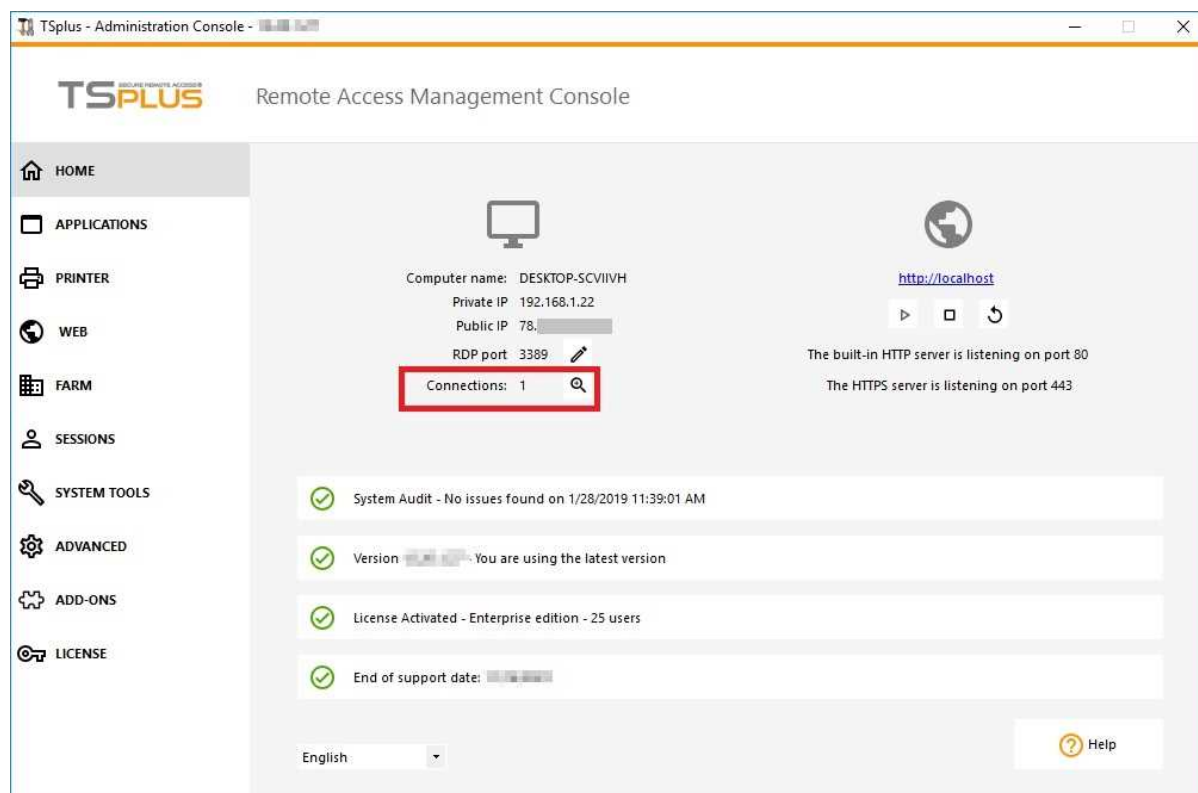 TSplus - Administration Console -
SECURE REMOTE ACCESS
TSPLUS
Remote Access Management Console
HOME
APPLICATIONS
PRINTER
WEB
FARM
SESSIONS
SYSTEM TOOLS
ADVANCED
ADD-ONS
LICENSE
Computer name: DESKTOP-SCVIIVH
Private IP 192.168.1.22
Public IP 78.
RDP port 3389
Connections: 1
http://localhost
The built-in HTTP server is listening on port 80
The HTTPS server is listening on port 443
System Audit - No issues found on 1/28/2019 11:39:01 AM
Version - You are using the latest version
License Activated - Enterprise edition - 25 users
End of support date:
English
Help